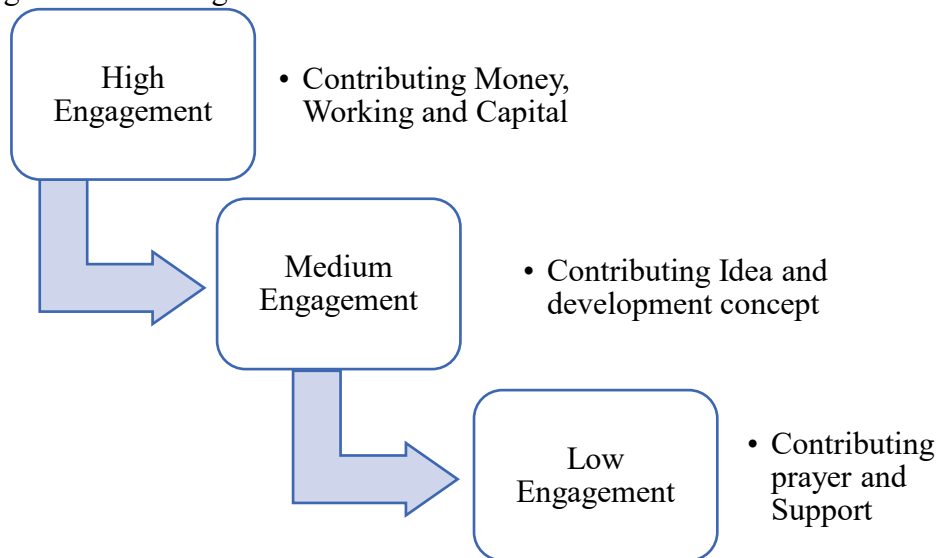 High
Engagement
• Contributing Money,
Working and Capital
Medium
Engagement
• Contributing Idea and
development concept
Low
Engagement
• Contributing
prayer and
Support